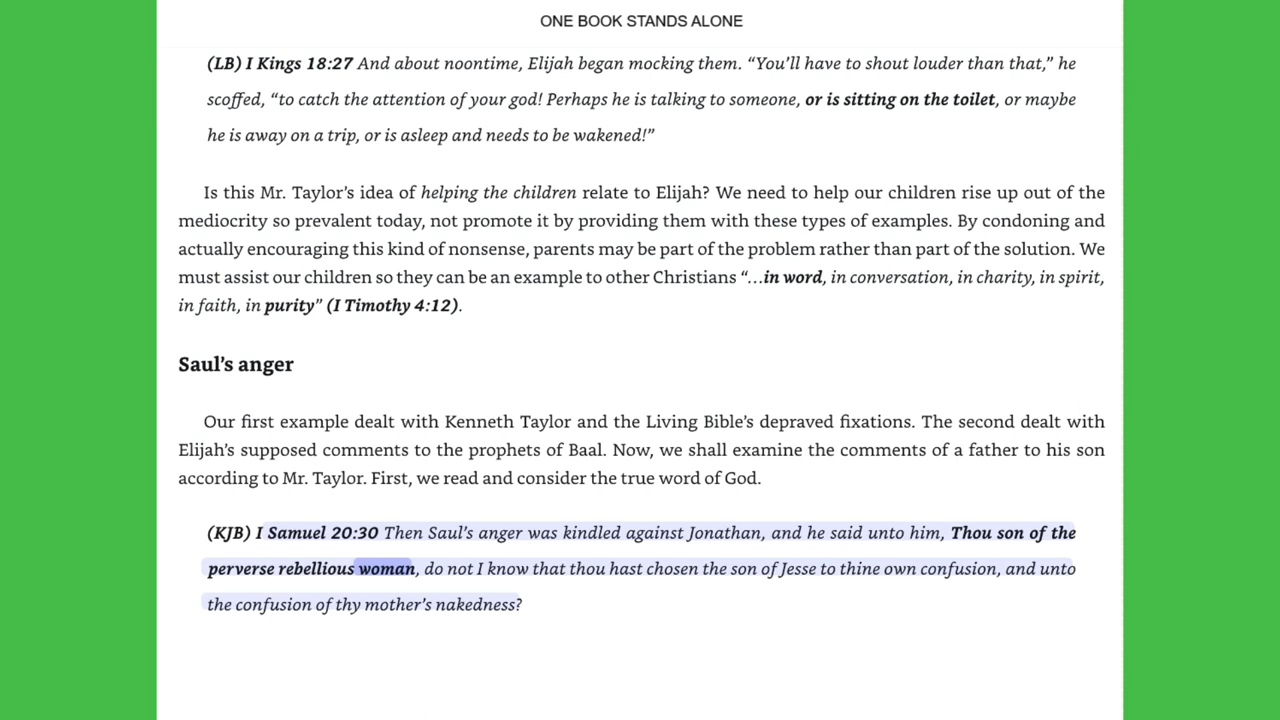 ONE BOOK STANDS ALONE
(LB) I Kings 18:27 And about noontime, Elijah began mocking them. “You’ll have to shout louder than that,” he
scoffed, “to catch the attention of your god! Perhaps he is talking to someone, or is sitting on the toilet, or maybe
he is away on a trip, or is asleep and needs to be wakened!”
Is this Mr. Taylor’s idea of helping the children relate to Elijah? We need to help our children rise up out of the
mediocrity so prevalent today, not promote it by providing them with these types of examples. By condoning and
actually encouraging this kind of nonsense, parents may be part of the problem rather than part of the solution. We
must assist our children so they can be an example to other Christians “…in word, in conversation, in charity, in spirit,
in faith, in purity” (I Timothy 4:12).
Saul’s anger
Our first example dealt with Kenneth Taylor and the Living Bible’s depraved fixations. The second dealt with
Elijah’s supposed comments to the prophets of Baal. Now, we shall examine the comments of a father to his son
according to Mr. Taylor. First, we read and consider the true word of God.
(KJB) I Samuel 20:30 Then Saul’s anger was kindled against Jonathan, and he said unto him, Thou son of the
perverse rebellious woman, do not I know that thou hast chosen the son of Jesse to thine own confusion, and unto
the confusion of thy mother’s nakedness?